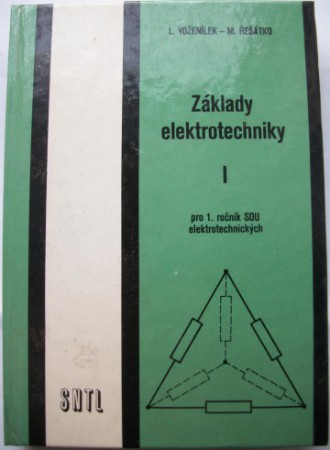 L. VOŽENÍLEK – M. ŘEŠÁTKO
Základy
elektrotechniky
I
pro 1. ročník SOU
elektrotechnických
SNTL